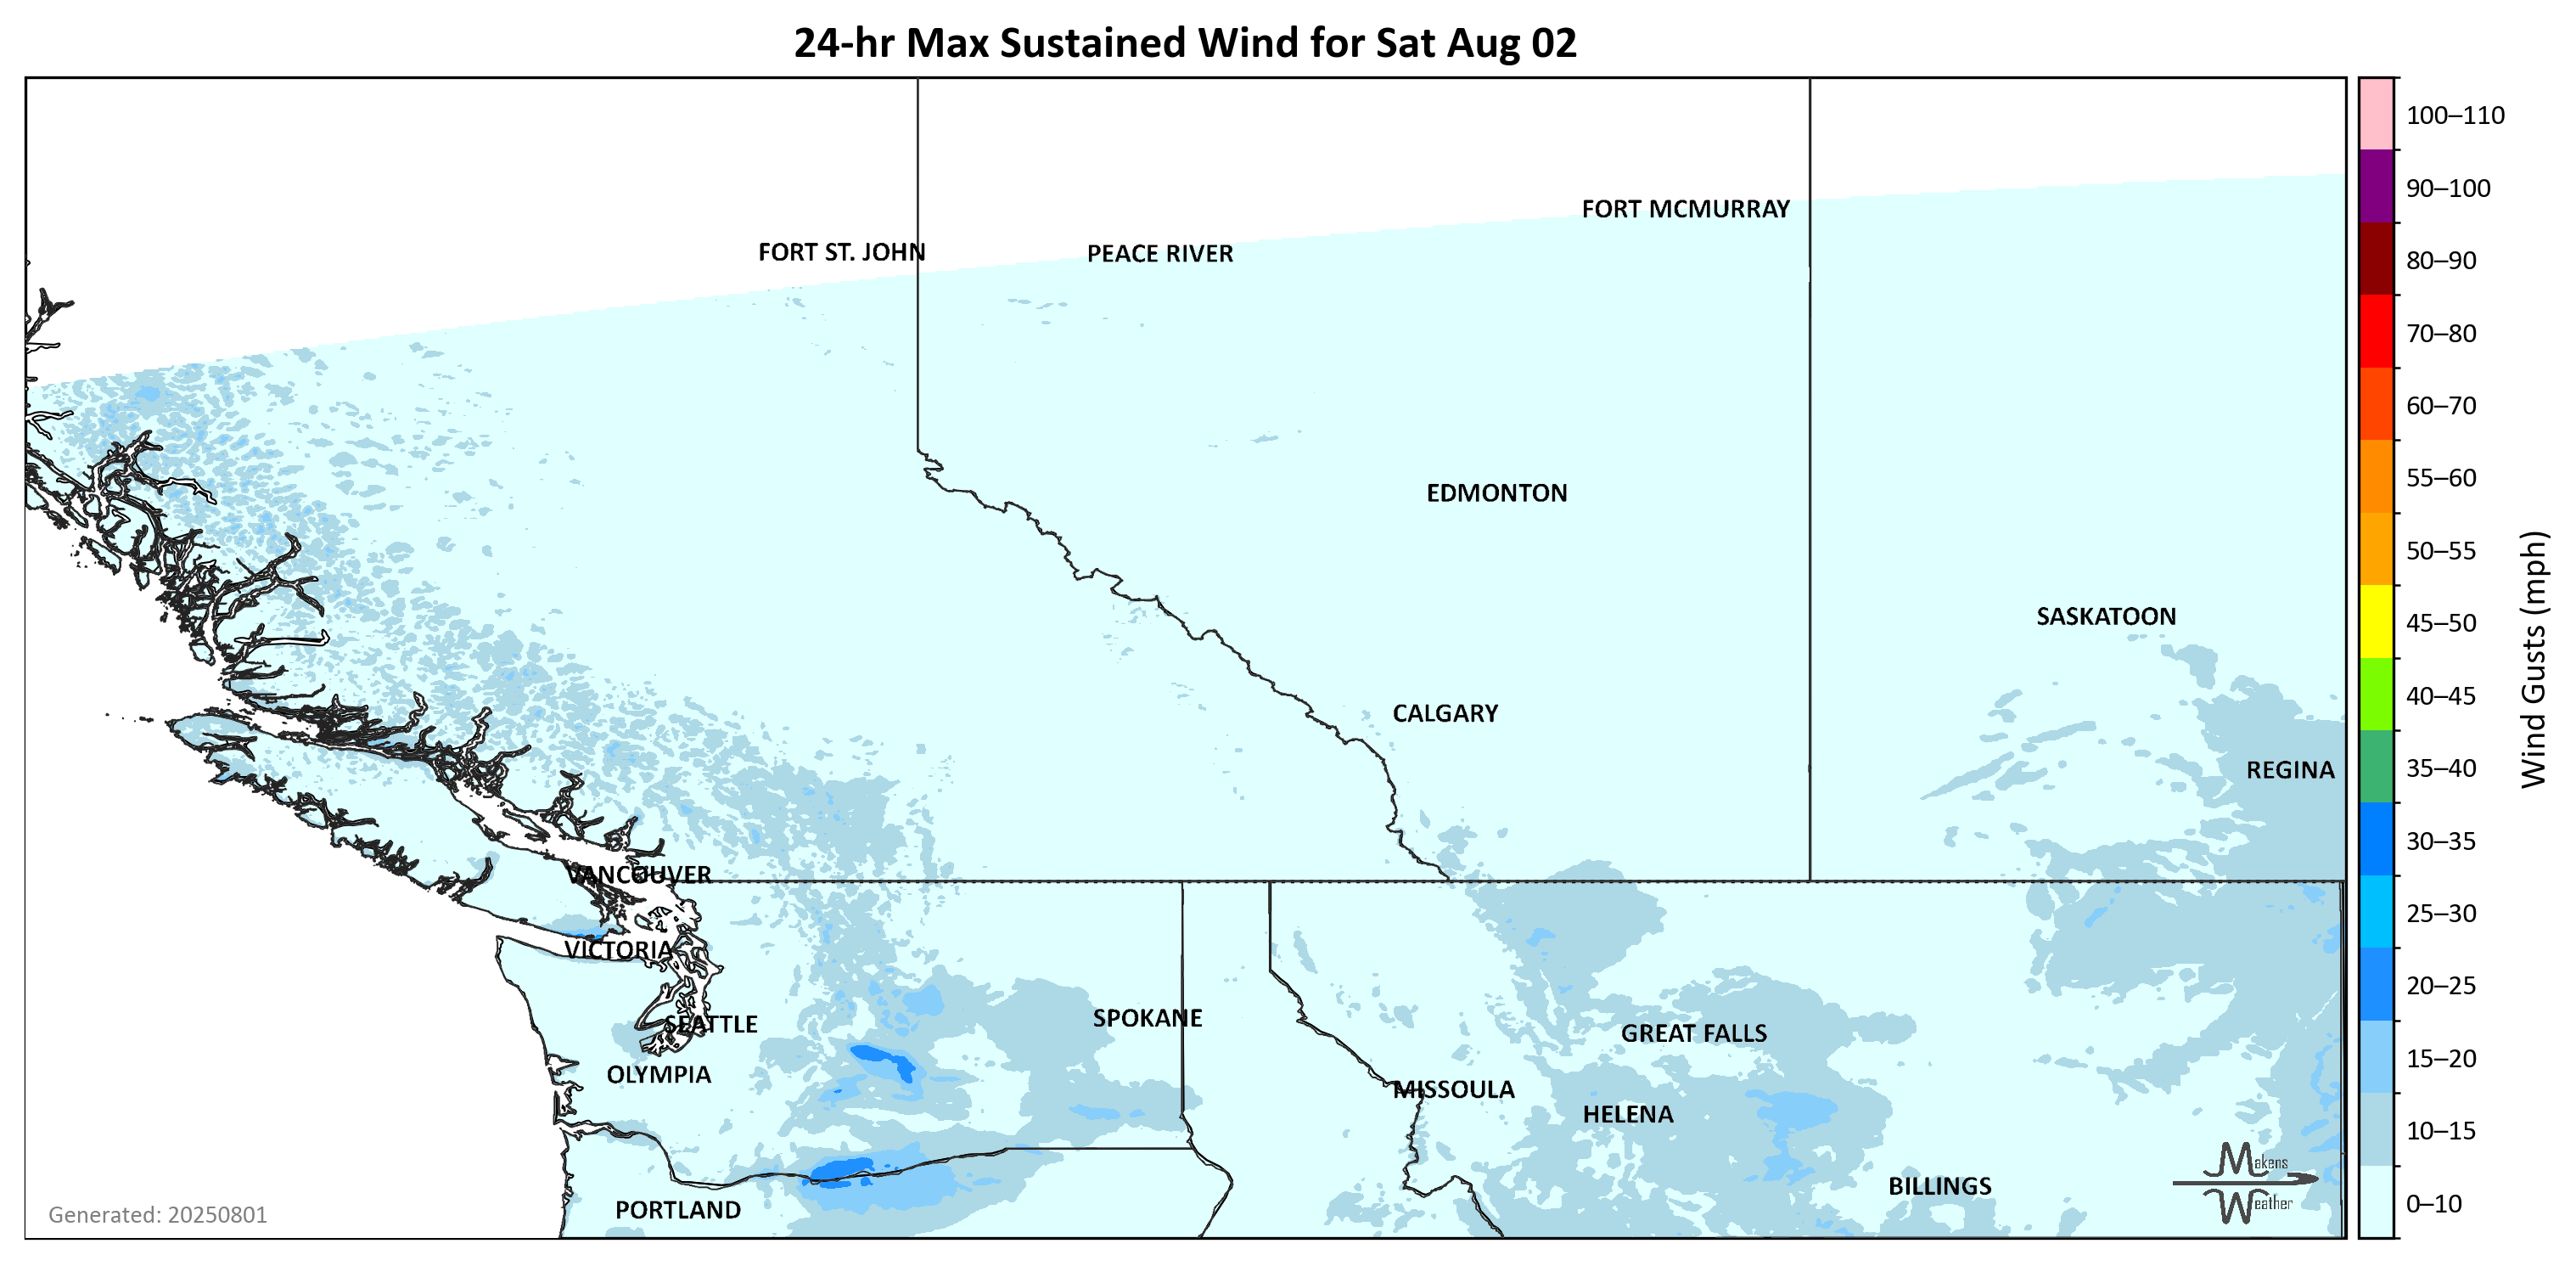 24-hr Max Sustained Wind for Sat Aug 02
100–110
90–100
80–90
70–80
60–70
55–60
50–55
45–50
40–45
35–40
30–35
25–30
20–25
15–20
10–15
0–10
Wind Gusts (mph)
FORT MCMURRAY
FORT ST. JOHN
PEACE RIVER
EDMONTON
SASKATOON
CALGARY
REGINA
VANCOUVER
VICTORIA
SEATTLE
SPOKANE
GREAT FALLS
OLYMPIA
MISSOULA
HELENA
BILLINGS
PORTLAND
Makens
Weather
Generated: 20250801